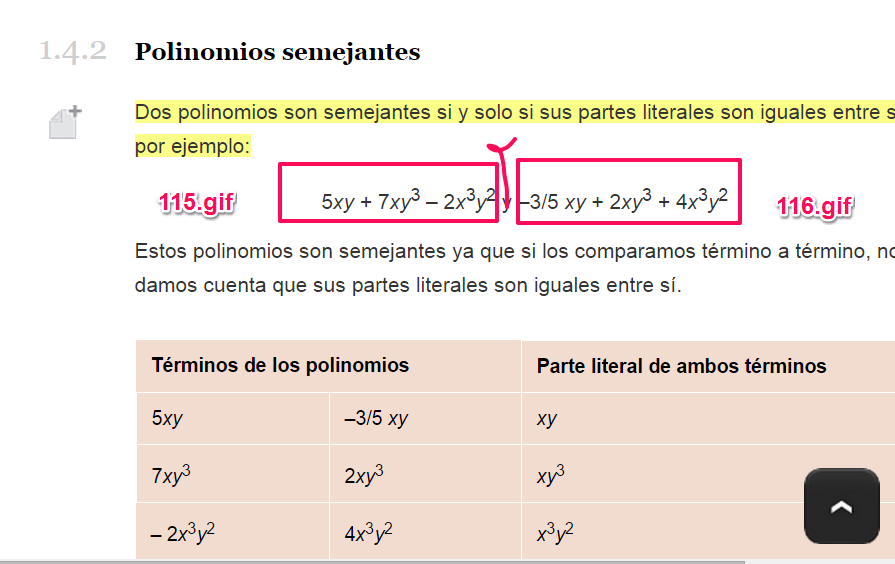 1.4.2 Polinomios semejantes
Dos polinomios son semejantes si y solo si sus partes literales son iguales entre
por ejemplo:
115.gif 5xy + 7xy³ – 2x³y² y –3/5 xy + 2xy³ + 4x³y² 116.gif
Estos polinomios son semejantes ya que si los comparamos término a término,
damos cuenta que sus partes literales son iguales entre sí.
Términos de los polinomios Parte literal de ambos términos
5xy –3/5 xy xy
7xy³ 2xy³ xy³
– 2x³y² 4x³y² x³y²